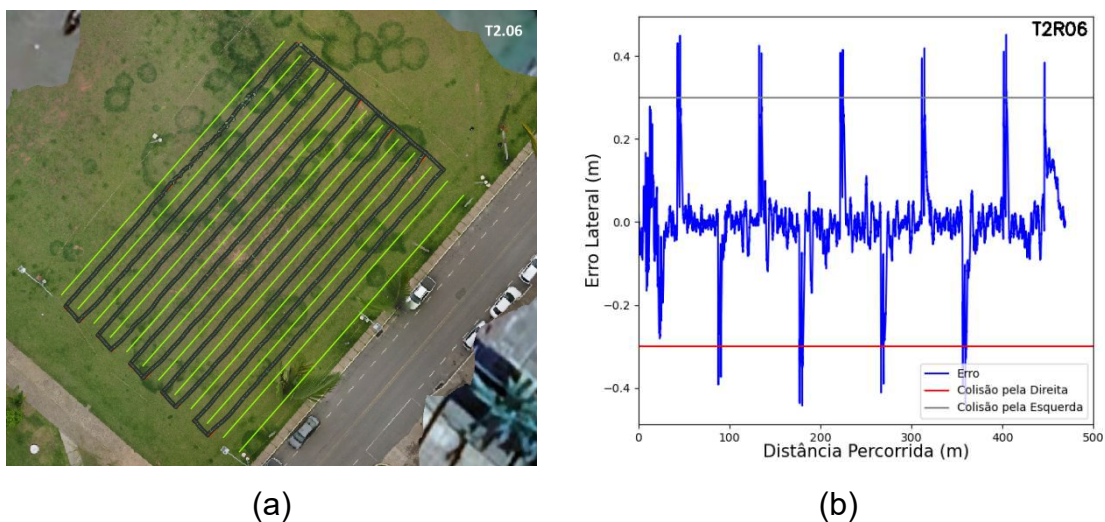 T2.06
T2R06
0.4
0.2
0.0
−0.2
−0.4
Erro Lateral (m)
Erro
Colisão pela Direita
Colisão pela Esquerda
0 100 200 300 400 500
Distância Percorrida (m)
(a) (b)